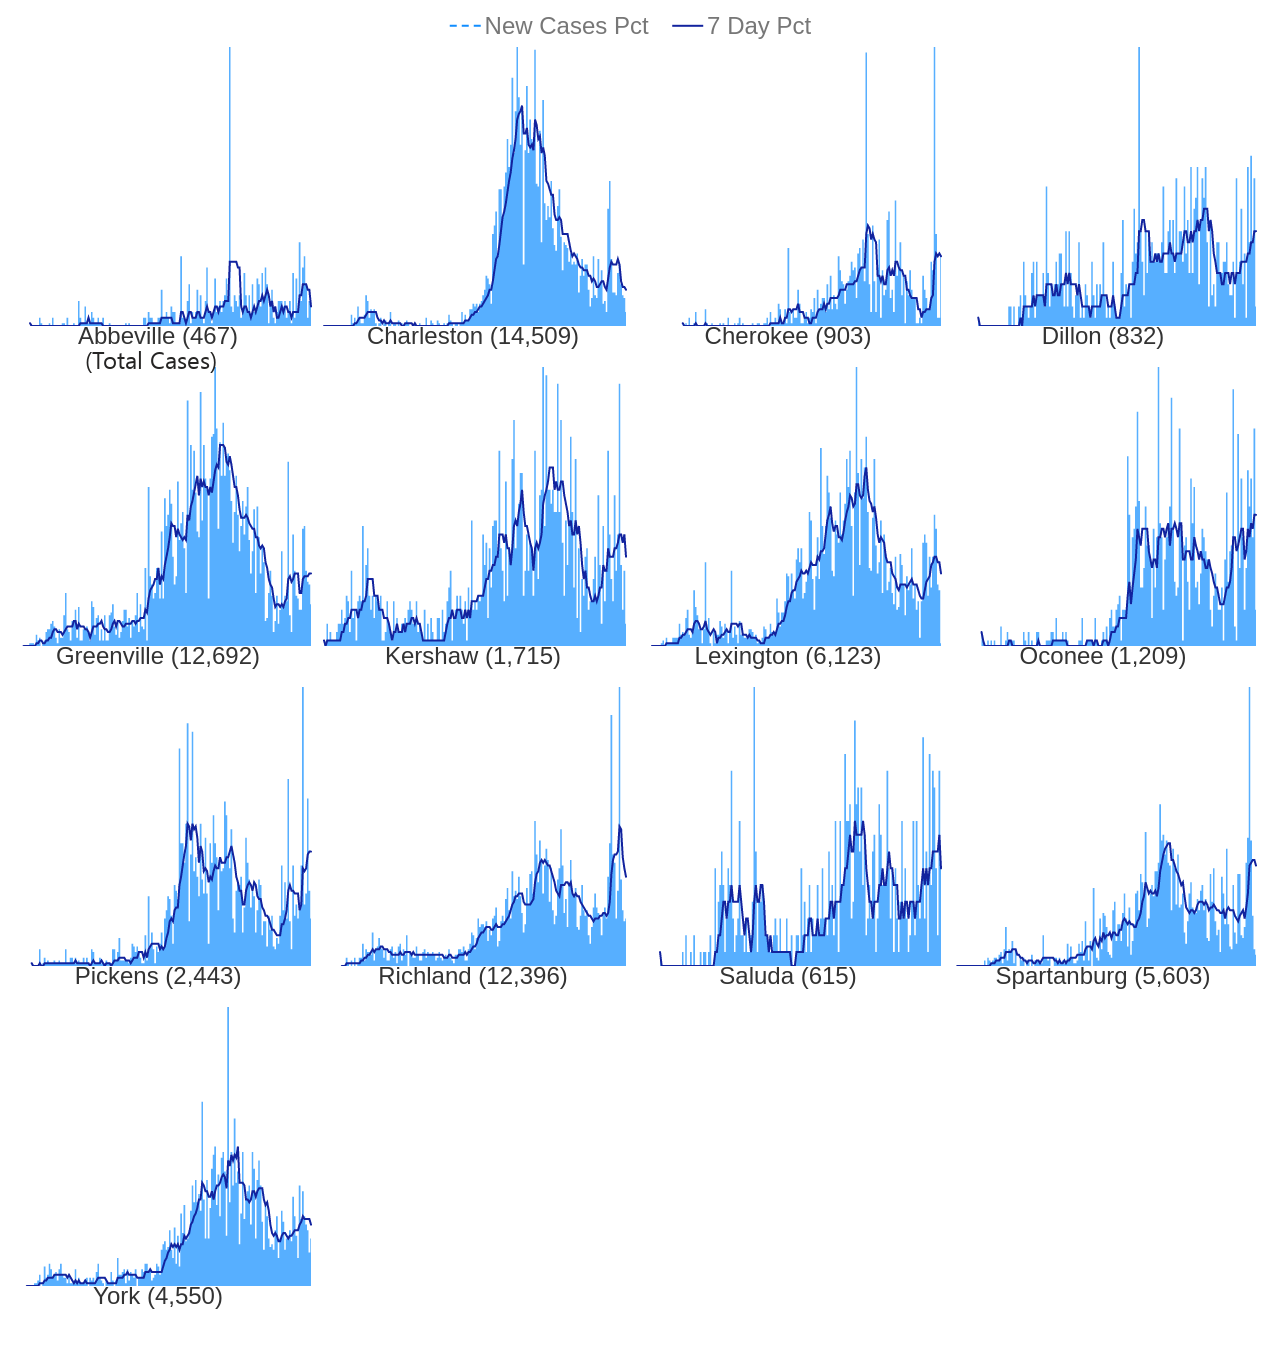 New Cases Pct 7 Day Pct
Abbeville (467) Charleston (14,509) Cherokee (903) Dillon (832)
(Total Cases)
Greenville (12,692) Kershaw (1,715) Lexington (6,123) Oconee (1,209)
Pickens (2,443) Richland (12,396) Saluda (615) Spartanburg (5,603)
York (4,550)